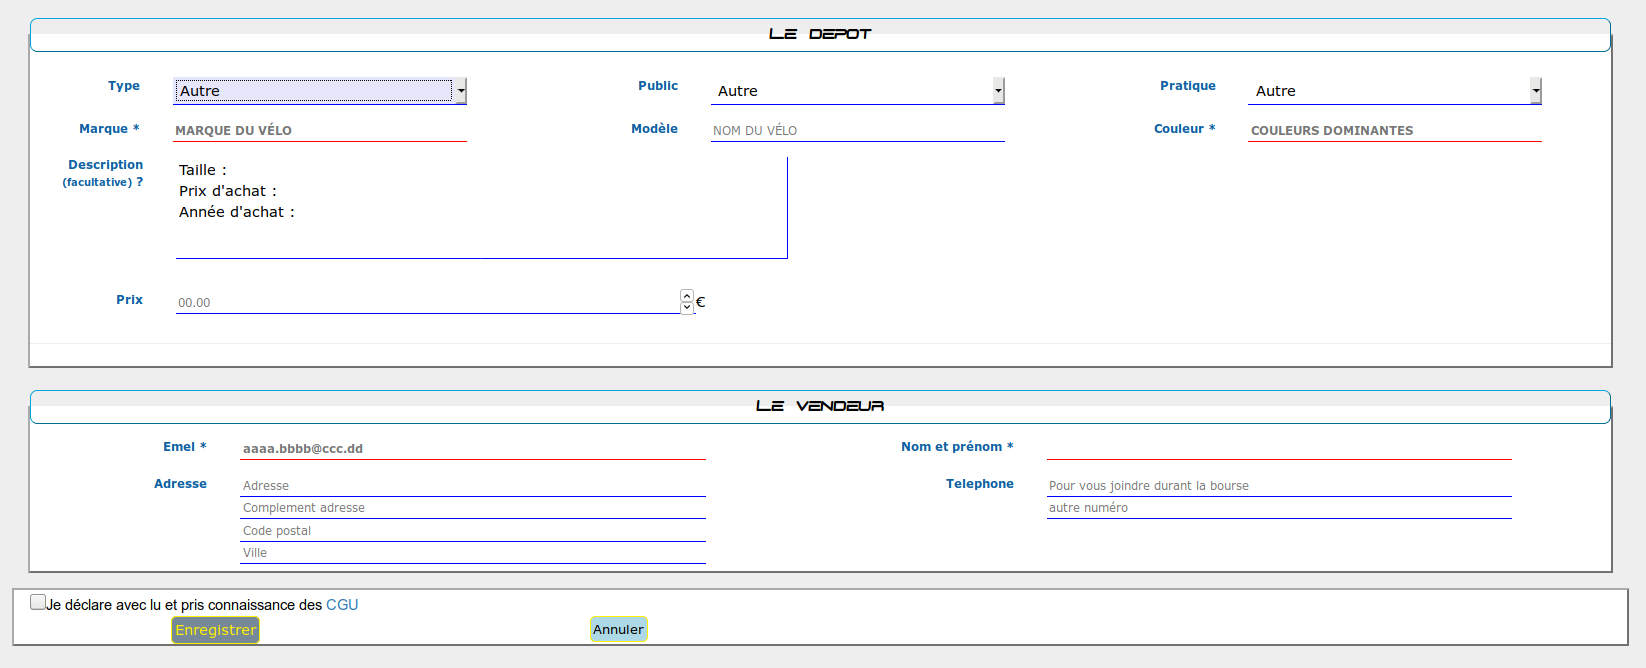 LE DEPOT
Type Autre Public Autre Pratique Autre
Marque * MARQUE DU VÉLO Modèle NOM DU VÉLO Couleur * COULEURS DOMINANTES
Description
(facultative) ?
Taille :
Prix d'achat :
Année d'achat :
Prix 00.00 €
LE VENDEUR
Emel * aaaa.bbbb@ccc.dd Nom et prénom *
Adresse Adresse Telephone Pour vous joindre durant la bourse
Complement adresse autre numéro
Code postal
Ville
Je déclare avec lu et pris connaissance des CGU
Enregistrer Annuler